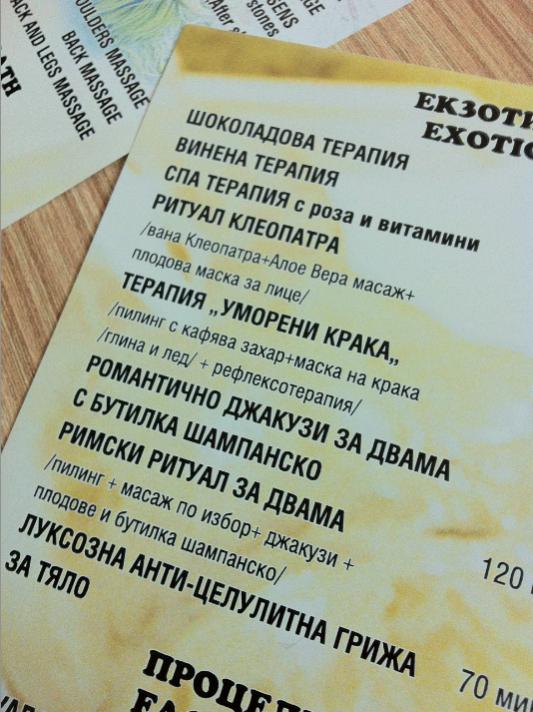 SHOULDERS MASSAGE
BACK MASSAGE
BACK AND LEGS MASSAGE
stones
ЕКЗОТИ
EXOTIC
ШОКОЛАДОВА ТЕРАПИЯ
ВИНЕНА ТЕРАПИЯ
СПА ТЕРАПИЯ с роза и витамини
РИТУАЛ КЛЕОПАТРА
/вана Клеопатра+Алое Вера масаж+
плодова маска за лице/
ТЕРАПИЯ „УМОРЕНИ КРАКА„
/пилинг с кафява захар+маска на крака
/глина и лед/ + рефлексотерапия/
РОМАНТИЧНО ДЖАКУЗИ ЗА ДВАМА
С БУТИЛКА ШАМПАНСКО
РИМСКИ РИТУАЛ ЗА ДВАМА
/пилинг + масаж по избор+ джакузи +
плодове и бутилка шампанско/
120
ЛУКСОЗНА АНТИ-ЦЕЛУЛИТНА ГРИЖА
ЗА ТЯЛО
70 мин
ПРОЦЕД